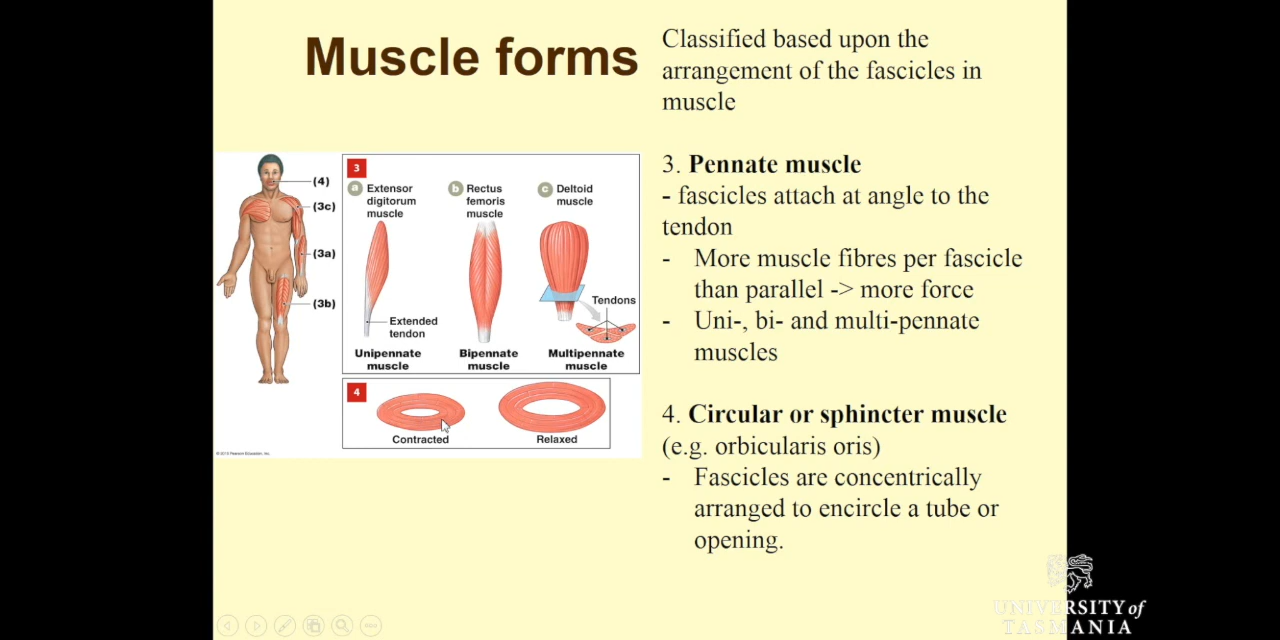 Muscle forms
Classified based upon the
arrangement of the fascicles in
muscle
3
a Extensor
digitorum
muscle
b Rectus
femoris
muscle
c Deltoid
muscle
(4)
(3c)
(3a)
(3b)
Tendons
Extended
tendon
Unipennate
muscle
Bipennate
muscle
Multipennate
muscle
4
Contracted
Relaxed
© 2015 Pearson Education, Inc.
3. Pennate muscle
- fascicles attach at angle to the
tendon
- More muscle fibres per fascicle
than parallel -> more force
- Uni-, bi- and multi-pennate
muscles
4. Circular or sphincter muscle
(e.g. orbicularis oris)
- Fascicles are concentrically
arranged to encircle a tube or
opening.
UNIVERSITY of
TASMANIA